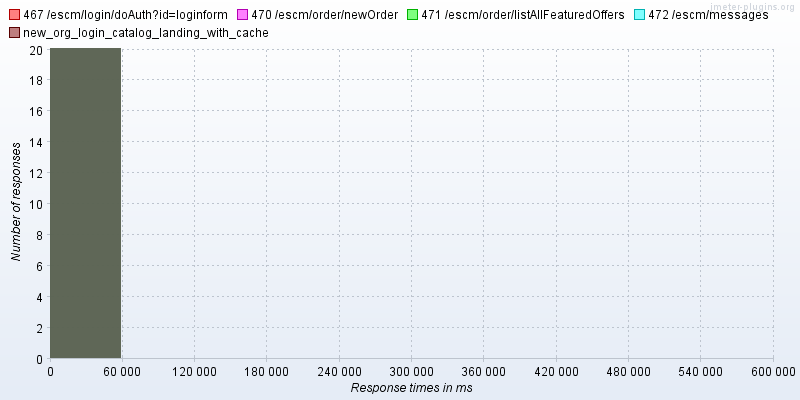 467 /escm/login/doAuth?id=loginform 470 /escm/order/newOrder 471 /escm/order/listAllFeaturedOffers 472 /escm/messages
jmeter-plugins.org
new_org_login_catalog_landing_with_cache
20
18
16
14
12
10
8
6
4
2
0
Number of responses
0 60 000 120 000 180 000 240 000 300 000 360 000 420 000 480 000 540 000 600 000
Response times in ms